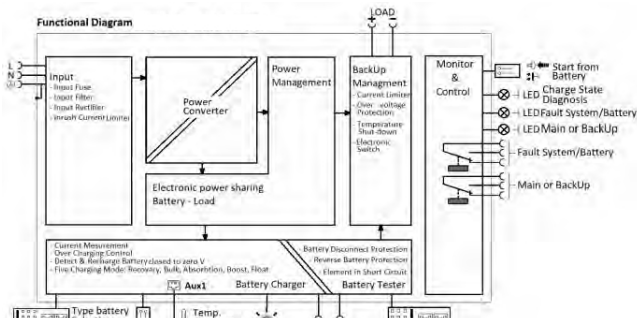 Functional Diagram
LOAD
+ -
L
N
Input
- Input Fuse
- Input Filter
- Input Rectifier
- Inrush Current Limiter
Power
Converter
Power
Management
BackUp
Managment
- Current Limiter
- Over voltage
Protection
- Temperature
Shut-down
- Electronic
Switch
Monitor
&
Control
Start from
Battery
LED Charge State
Diagnosis
LED Fault System/Battery
LED Main or BackUp
Fault System/Battery
Main or BackUp
Electronic power sharing
Battery - Load
- Current Mesurement
- Over Charging Control
- Detect & Recharge Battery closed to zero V
- Five Charging Mode: Recovery, Bulk, Absorbtion, Boost, Float
Aux1
Battery Charger
- Battery Disconnect Protection
- Reverse Battery Protection
- Element in Short Circuit
Battery Tester
Type battery
Temp.